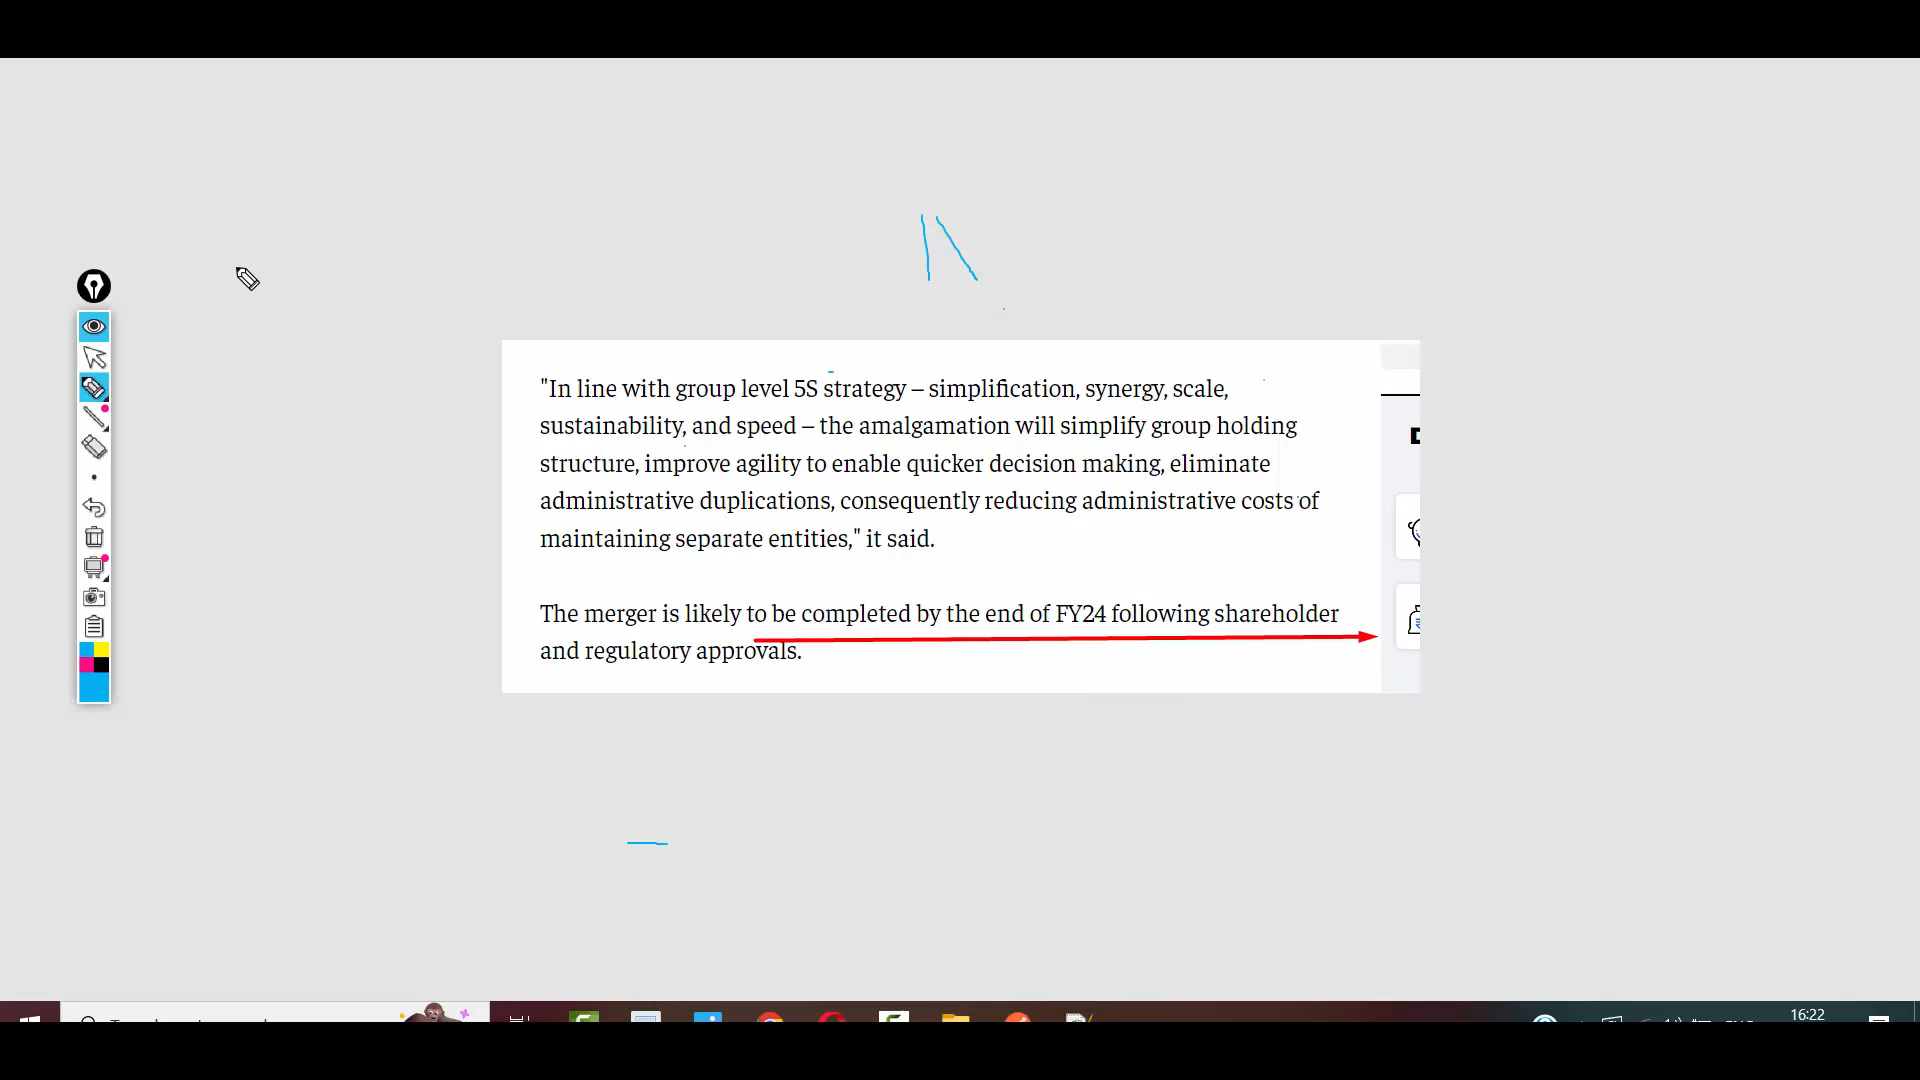 "In line with group level 5S strategy – simplification, synergy, scale,
sustainability, and speed – the amalgamation will simplify group holding
structure, improve agility to enable quicker decision making, eliminate
administrative duplications, consequently reducing administrative costs of
maintaining separate entities," it said.
The merger is likely to be completed by the end of FY24 following shareholder
and regulatory approvals.
16:22